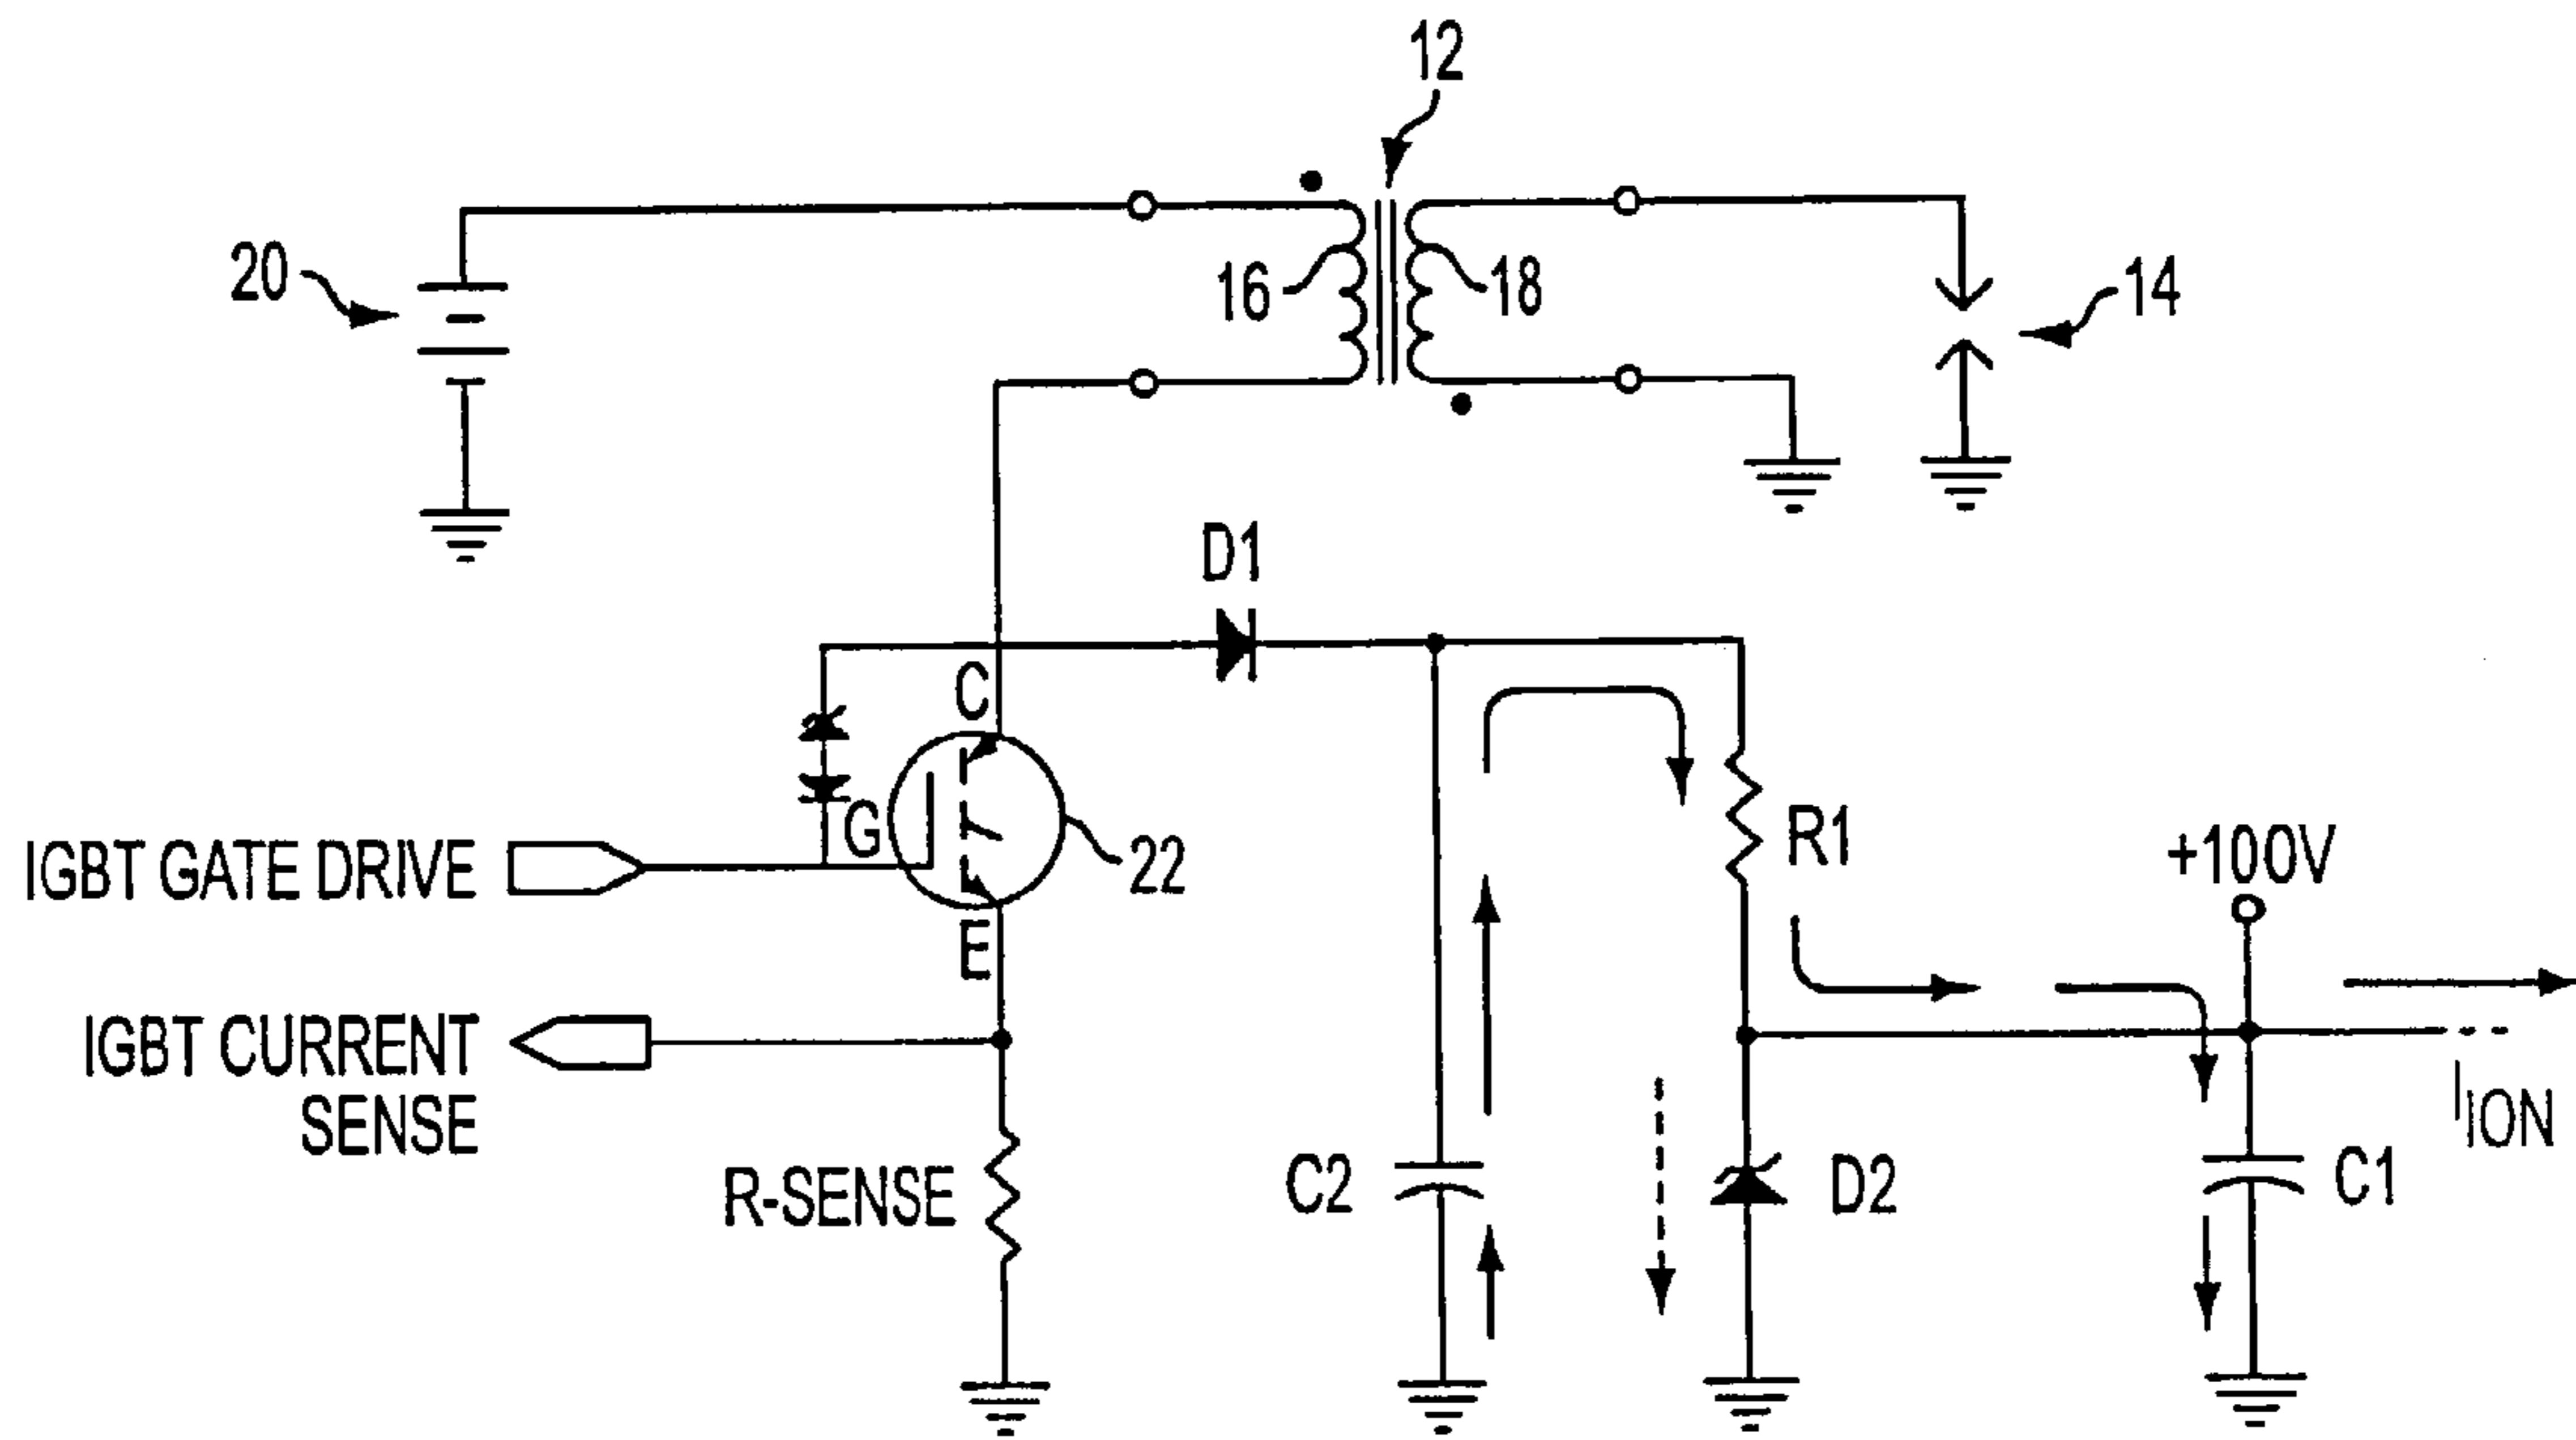 12
20
16
18
14
D1
C
G
22
R1
IGBT GATE DRIVE
+100V
E
IGBT CURRENT
SENSE
I ION
R-SENSE
C2
D2
C1